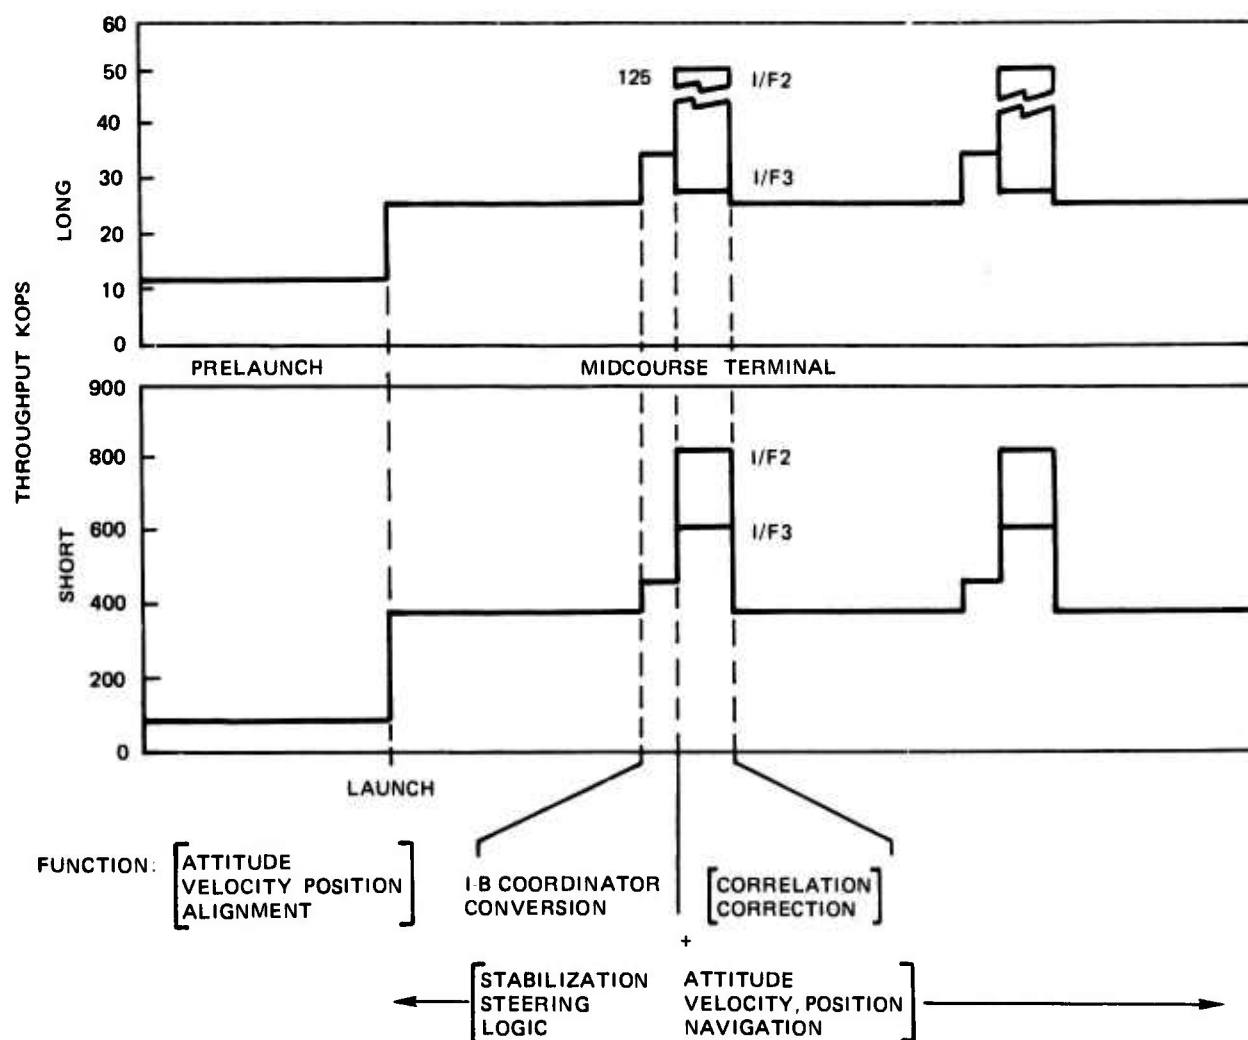 THROUGHPUT KOPS
LONG
60
50
40
30
20
10
0
125
I/F2
I/F3
PRELAUNCH
MIDCOURSE TERMINAL
SHORT
900
800
600
400
200
0
I/F2
I/F3
LAUNCH
FUNCTION:
ATTITUDE
VELOCITY POSITION
ALIGNMENT
I-B COORDINATOR
CONVERSION
CORRELATION
CORRECTION
+
STABILIZATION
STEERING
LOGIC
ATTITUDE
VELOCITY, POSITION
NAVIGATION